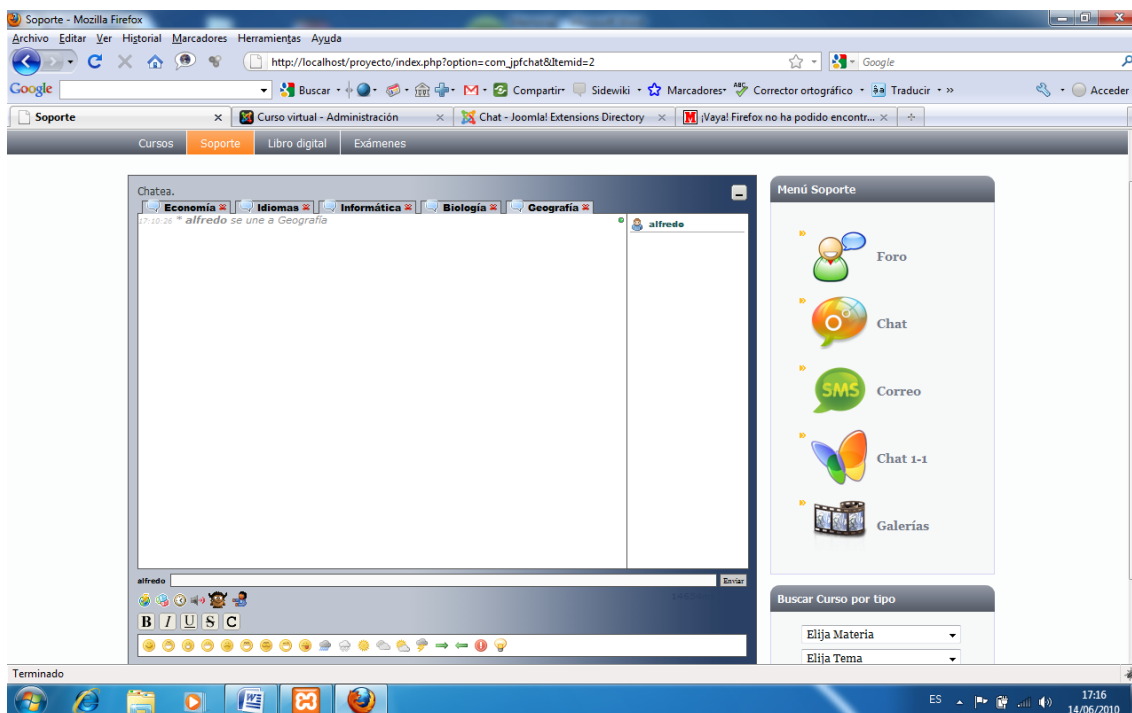 Soporte - Mozilla Firefox
Archivo Editar Ver Historial Marcadores Herramientas Ayuda
http://localhost/proyecto/index.php?option=com_jpfchat&Itemid=2
Google
Google Buscar Compartir Sidewiki Marcadores ABC Corrector ortográfico Traducir » Acceder
Soporte Curso virtual - Administración Chat - Joomla! Extensions Directory ¡Vaya! Firefox no ha podido encontr...
Cursos Soporte Libro digital Exámenes
Chatea.
Economía Idiomas Informática Biología Geografía
17:10:26 * alfredo se une a Geografía
alfredo
Menú Soporte
Foro
Chat
SMS Correo
Chat 1-1
Galerías
alfredo Enviar
B I U S C
Buscar Curso por tipo
Elija Materia
Elija Tema
Terminado
ES 17:16
14/06/2010